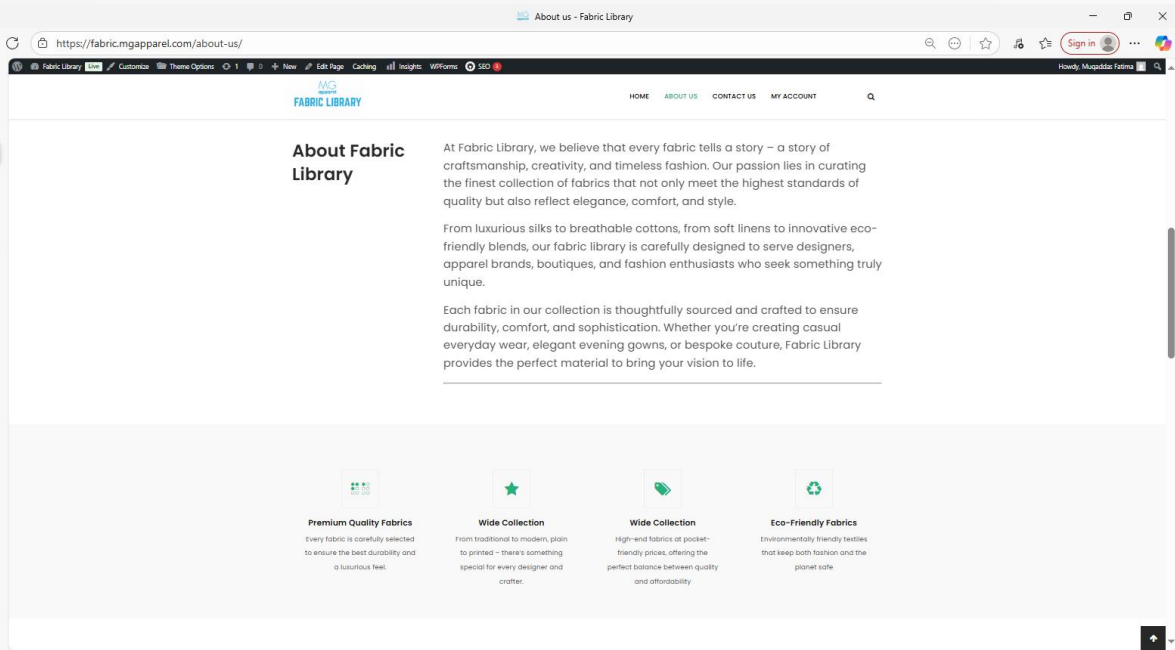 About us - Fabric Library
https://fabric.mgapparel.com/about-us/
Sign in
Fabric Library Live Customize Theme Options 1 0 New Edit Page Caching Insights WPForms SEO
Howdy, Muqaddas Fatima
MG
apparel
FABRIC LIBRARY
HOME ABOUT US CONTACT US MY ACCOUNT
About Fabric
Library
At Fabric Library, we believe that every fabric tells a story – a story of
craftsmanship, creativity, and timeless fashion. Our passion lies in curating
the finest collection of fabrics that not only meet the highest standards of
quality but also reflect elegance, comfort, and style.
From luxurious silks to breathable cottons, from soft linens to innovative eco-
friendly blends, our fabric library is carefully designed to serve designers,
apparel brands, boutiques, and fashion enthusiasts who seek something truly
unique.
Each fabric in our collection is thoughtfully sourced and crafted to ensure
durability, comfort, and sophistication. Whether you’re creating casual
everyday wear, elegant evening gowns, or bespoke couture, Fabric Library
provides the perfect material to bring your vision to life.
Premium Quality Fabrics
Every fabric is carefully selected
to ensure the best durability and
a luxurious feel.
Wide Collection
From traditional to modern, plain
to printed – there’s something
special for every designer and
crafter.
Wide Collection
High-end fabrics at pocket-
friendly prices, offering the
perfect balance between quality
and affordability
Eco-Friendly Fabrics
Environmentally friendly textiles
that keep both fashion and the
planet safe